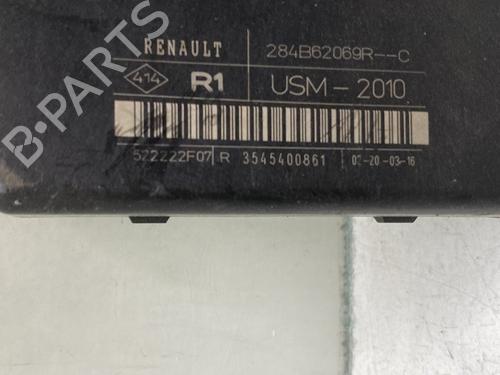 RENAULT 284B62069R--C
414 R1 USM-2010
522222F07 R 3545400861 02-20-03-16
B-PARTS